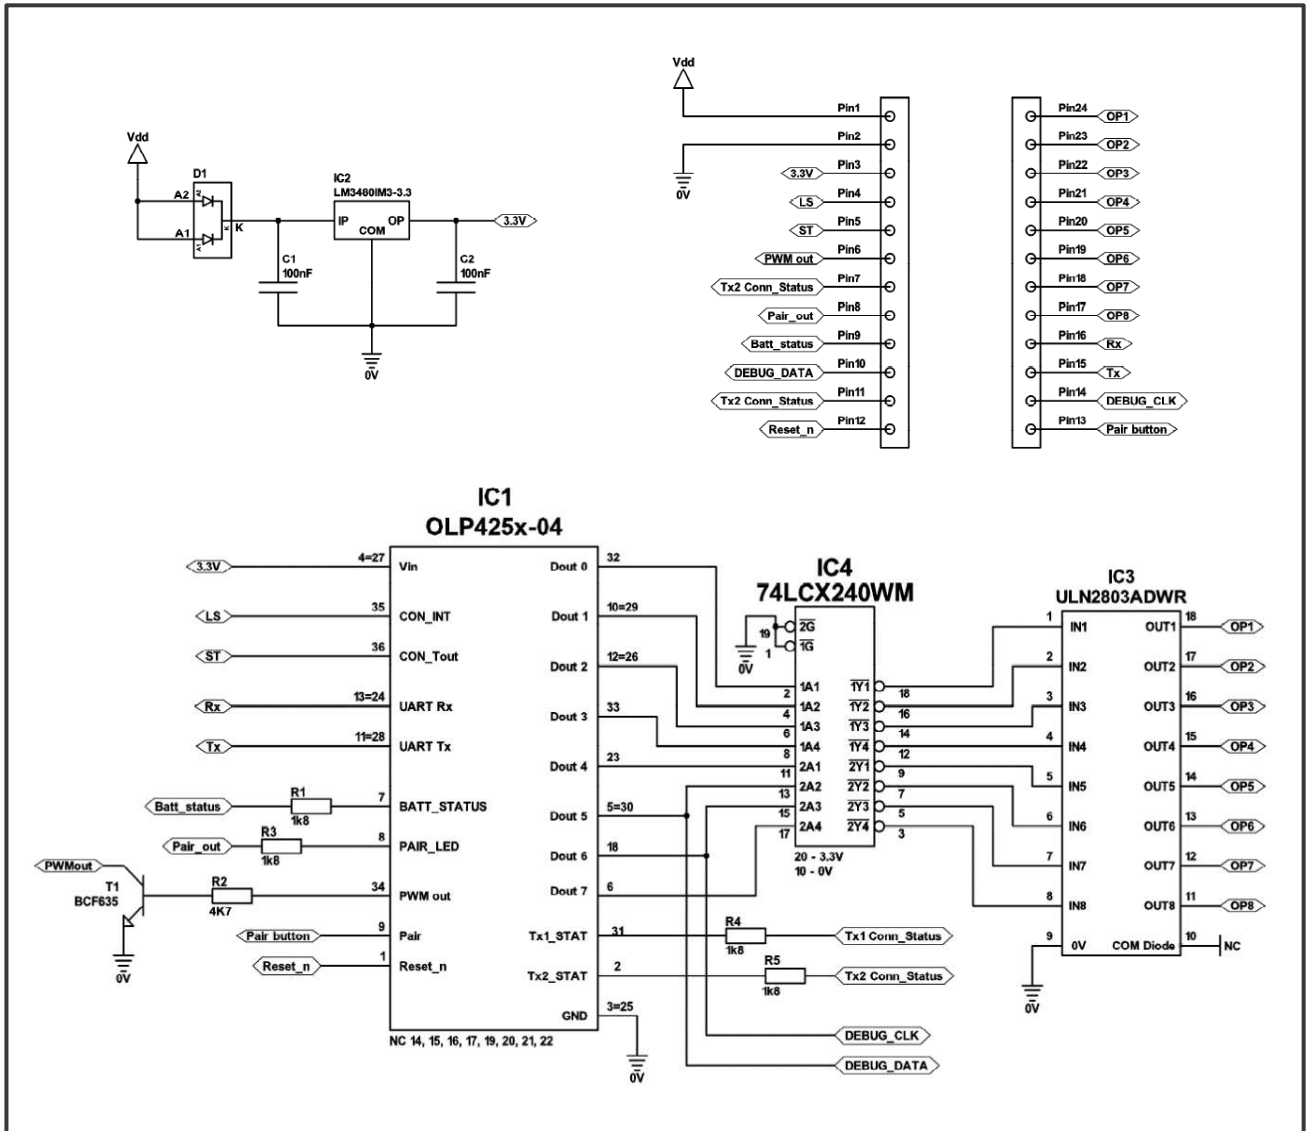 Vdd
D1
A2
A2
A1
A1
K
K
IC2
LM3480IM3-3.3
IP
OP
COM
3.3V
C1
100nF
C2
100nF
0V
Vdd
Pin1
Pin2
0V
3.3V Pin3
LS Pin4
ST Pin5
PWM out Pin6
Tx2 Conn_Status Pin7
Pair_out Pin8
Batt_status Pin9
DEBUG_DATA Pin10
Tx2 Conn_Status Pin11
Reset_n Pin12
Pin24 OP1
Pin23 OP2
Pin22 OP3
Pin21 OP4
Pin20 OP5
Pin19 OP6
Pin18 OP7
Pin17 OP8
Pin16 Rx
Pin15 Tx
Pin14 DEBUG_CLK
Pin13 Pair button
IC1
OLP425x-04
3.3V 4=27 Vin
LS 35 CON_INT
ST 36 CON_Tout
Rx 13=24 UART Rx
Tx 11=28 UART Tx
Batt_status R1 1k8 7 BATT_STATUS
Pair_out R3 1k8 8 PAIR_LED
PWMout
T1
BCF635
R2 4K7 34 PWM out
0V
Pair button 9 Pair
Reset_n 1 Reset_n
Dout 0 32
Dout 1 10=29
Dout 2 12=26
Dout 3 33
Dout 4 23
Dout 5 5=30
Dout 6 18
Dout 7 6
Tx1_STAT 31 R4 1k8 Tx1 Conn_Status
Tx2_STAT 2 R5 1k8 Tx2 Conn_Status
GND 3=25
0V
NC 14, 15, 16, 17, 19, 20, 21, 22
DEBUG_CLK
DEBUG_DATA
IC4
74LCX240WM
0V
19 2G
1 1G
2 1A1 1Y1 18
4 1A2 1Y2 16
6 1A3 1Y3 14
8 1A4 1Y4 12
11 2A1 2Y1 9
13 2A2 2Y2 7
15 2A3 2Y3 5
17 2A4 2Y4 3
20 - 3.3V
10 - 0V
IC3
ULN2803ADWR
1 IN1 OUT1 18 OP1
2 IN2 OUT2 17 OP2
3 IN3 OUT3 16 OP3
4 IN4 OUT4 15 OP4
5 IN5 OUT5 14 OP5
6 IN6 OUT6 13 OP6
7 IN7 OUT7 12 OP7
8 IN8 OUT8 11 OP8
9 0V COM Diode 10 NC
0V